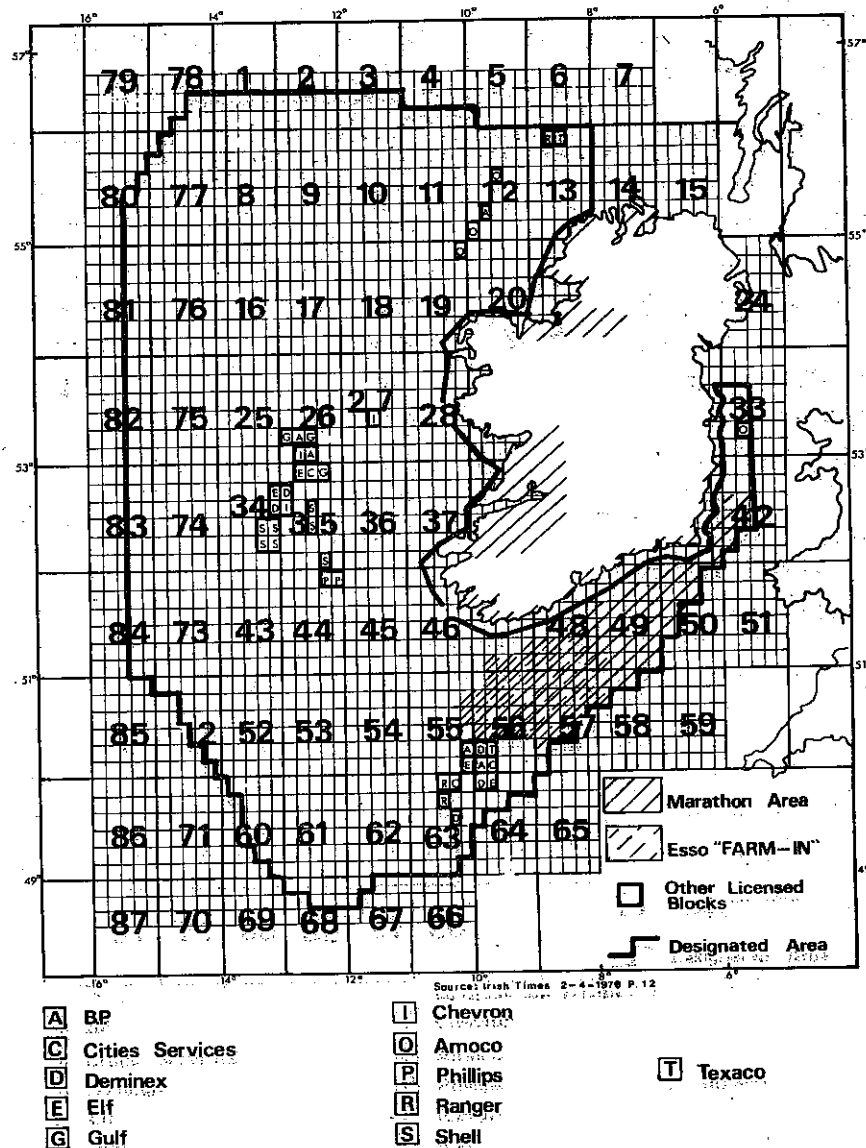 16° 14° 12° 10° 8° 6°
57° 57°
79 78 1 2 3 4 5 6 7
R D
80 77 8 9 10 11 12 13 14 15
O
A
O
O
55° 55°
81 76 16 17 18 19 20 24
82 75 25 26 27 28 33
I
O
G A G
I A
E C G
53° 53°
E D
D I S
83 74 34 35 36 37 42
S S S
S S
S
P P
84 73 43 44 45 46 48 49 50 51
51° 51°
85 72 52 53 54 55 56 57 58 59
A D T
E A C
R C D E
R
D
86 71 60 61 62 63 64 65
49°
87 70 69 68 67 66
Marathon Area
Esso "FARM-IN"
Other Licensed
Blocks
Designated Area
16° 14° 12° 10° 8° 6°
Source: Irish Times 2-4-1976 P.12
A BP
C Cities Services
D Deminex
E Elf
G Gulf
I Chevron
O Amoco
P Phillips
R Ranger
S Shell
T Texaco